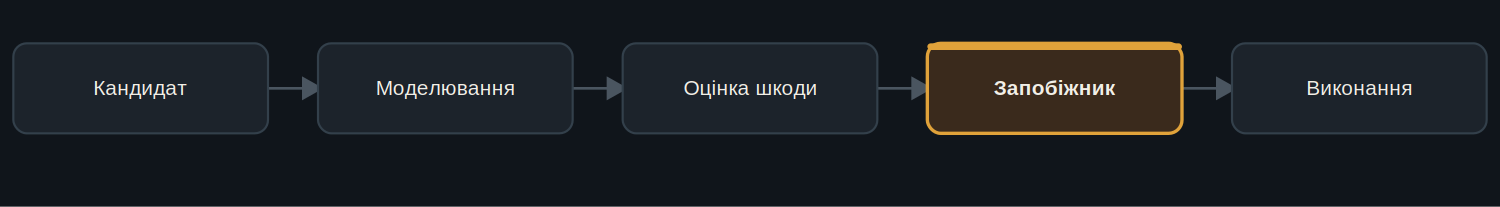 Кандидат
Моделювання
Оцінка шкоди
Запобіжник
Виконання